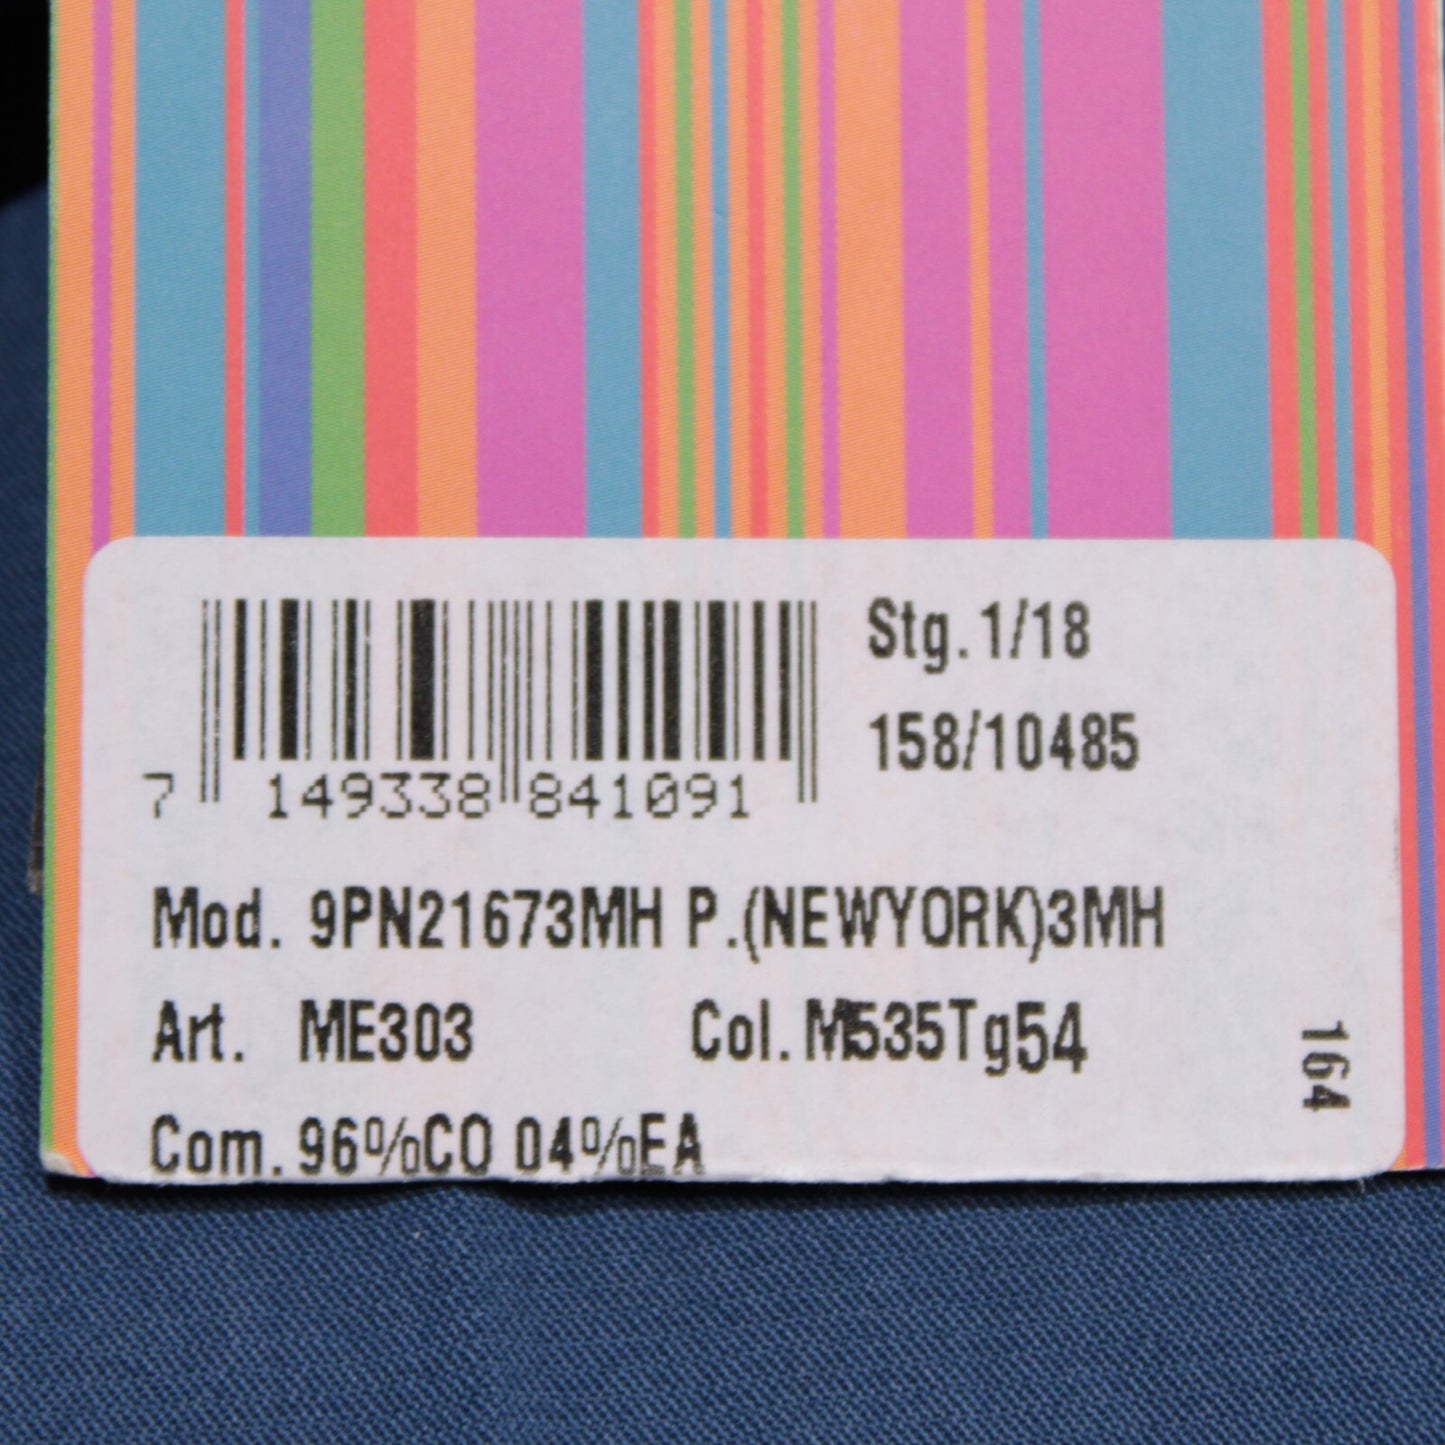 Stg. 1/18
158/10485
7 149338 841091
Mod. 9PN21673MH P.(NEWYORK)3MH
Art. ME303 Col. M535Tg54
164
Com. 96%CO 04%EA